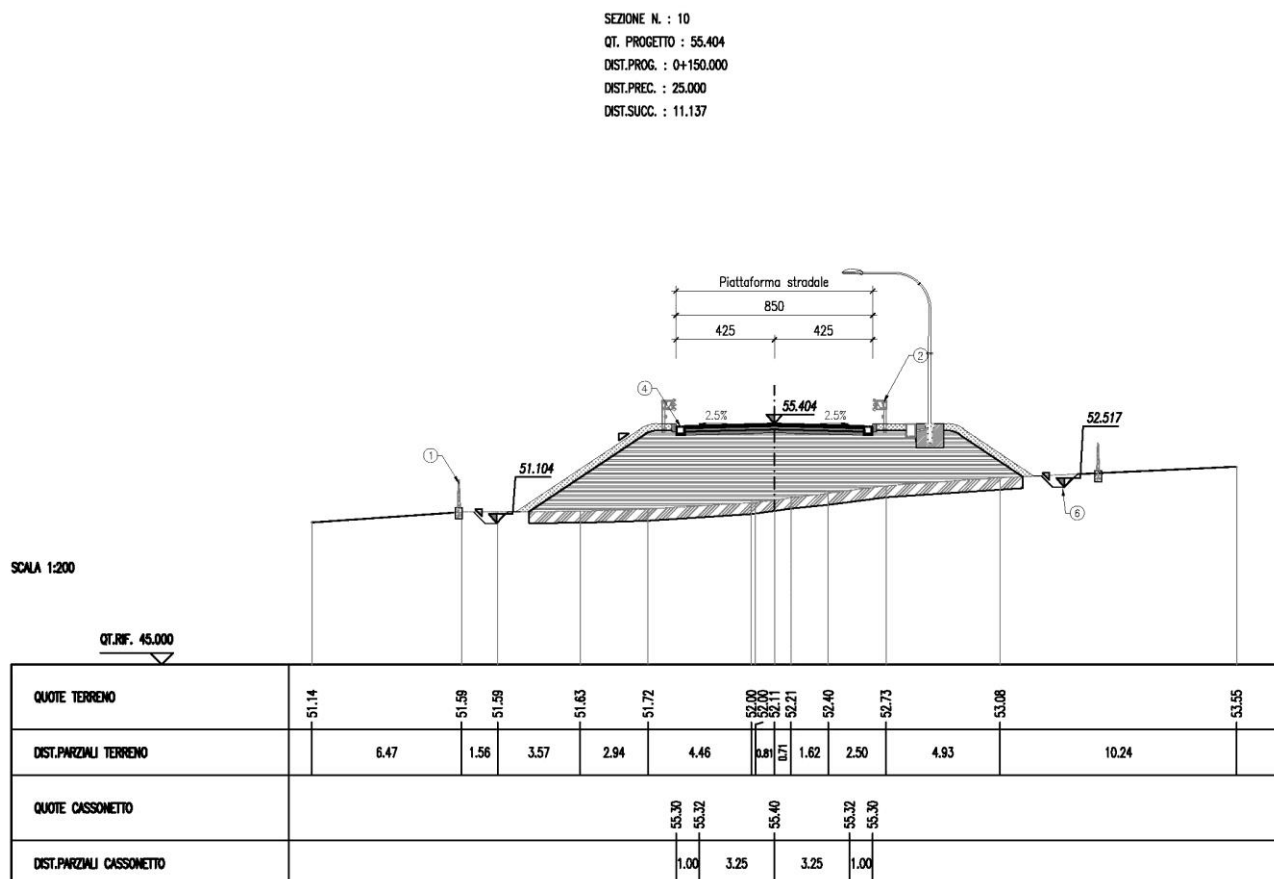 SEZIONE N. : 10
QT. PROGETTO : 55.404
DIST.PROG. : 0+150.000
DIST.PREC. : 25.000
DIST.SUCC. : 11.137
Piattaforma stradale
850
425 425
2
4
2.5% 55.404 2.5%
52.517
1
51.104
6
SCALA 1:200
QT.RIF. 45.000
QUOTE TERRENO 51.14 51.59 51.59 51.63 51.72 52.00 52.00 52.11 52.21 52.40 52.73 53.08 53.55
DIST.PARZIALI TERRENO 6.47 1.56 3.57 2.94 4.46 0.81 0.71 1.62 2.50 4.93 10.24
QUOTE CASSONETTO 55.30 55.32 55.40 55.32 55.30
DIST.PARZIALI CASSONETTO 1.00 3.25 3.25 1.00